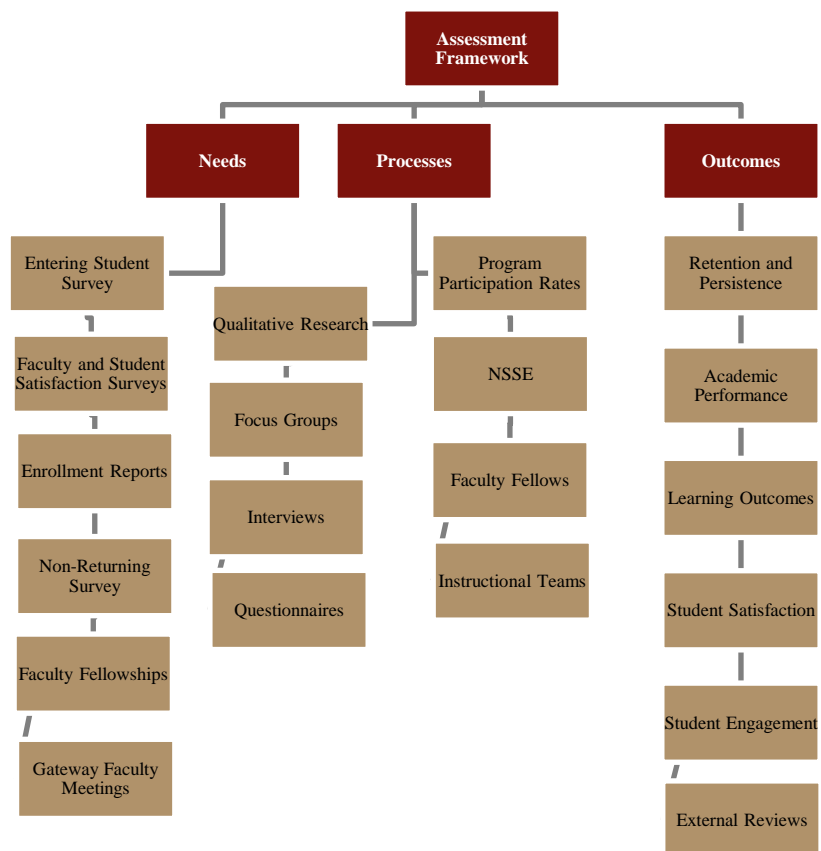 Assessment
Framework
Needs
Processes
Outcomes
Entering Student
Survey
Faculty and Student
Satisfaction Surveys
Enrollment Reports
Non-Returning
Survey
Faculty Fellowships
Gateway Faculty
Meetings
Qualitative Research
Focus Groups
Interviews
Questionnaires
Program
Participation Rates
NSSE
Faculty Fellows
Instructional Teams
Retention and
Persistence
Academic
Performance
Learning Outcomes
Student Satisfaction
Student Engagement
External Reviews